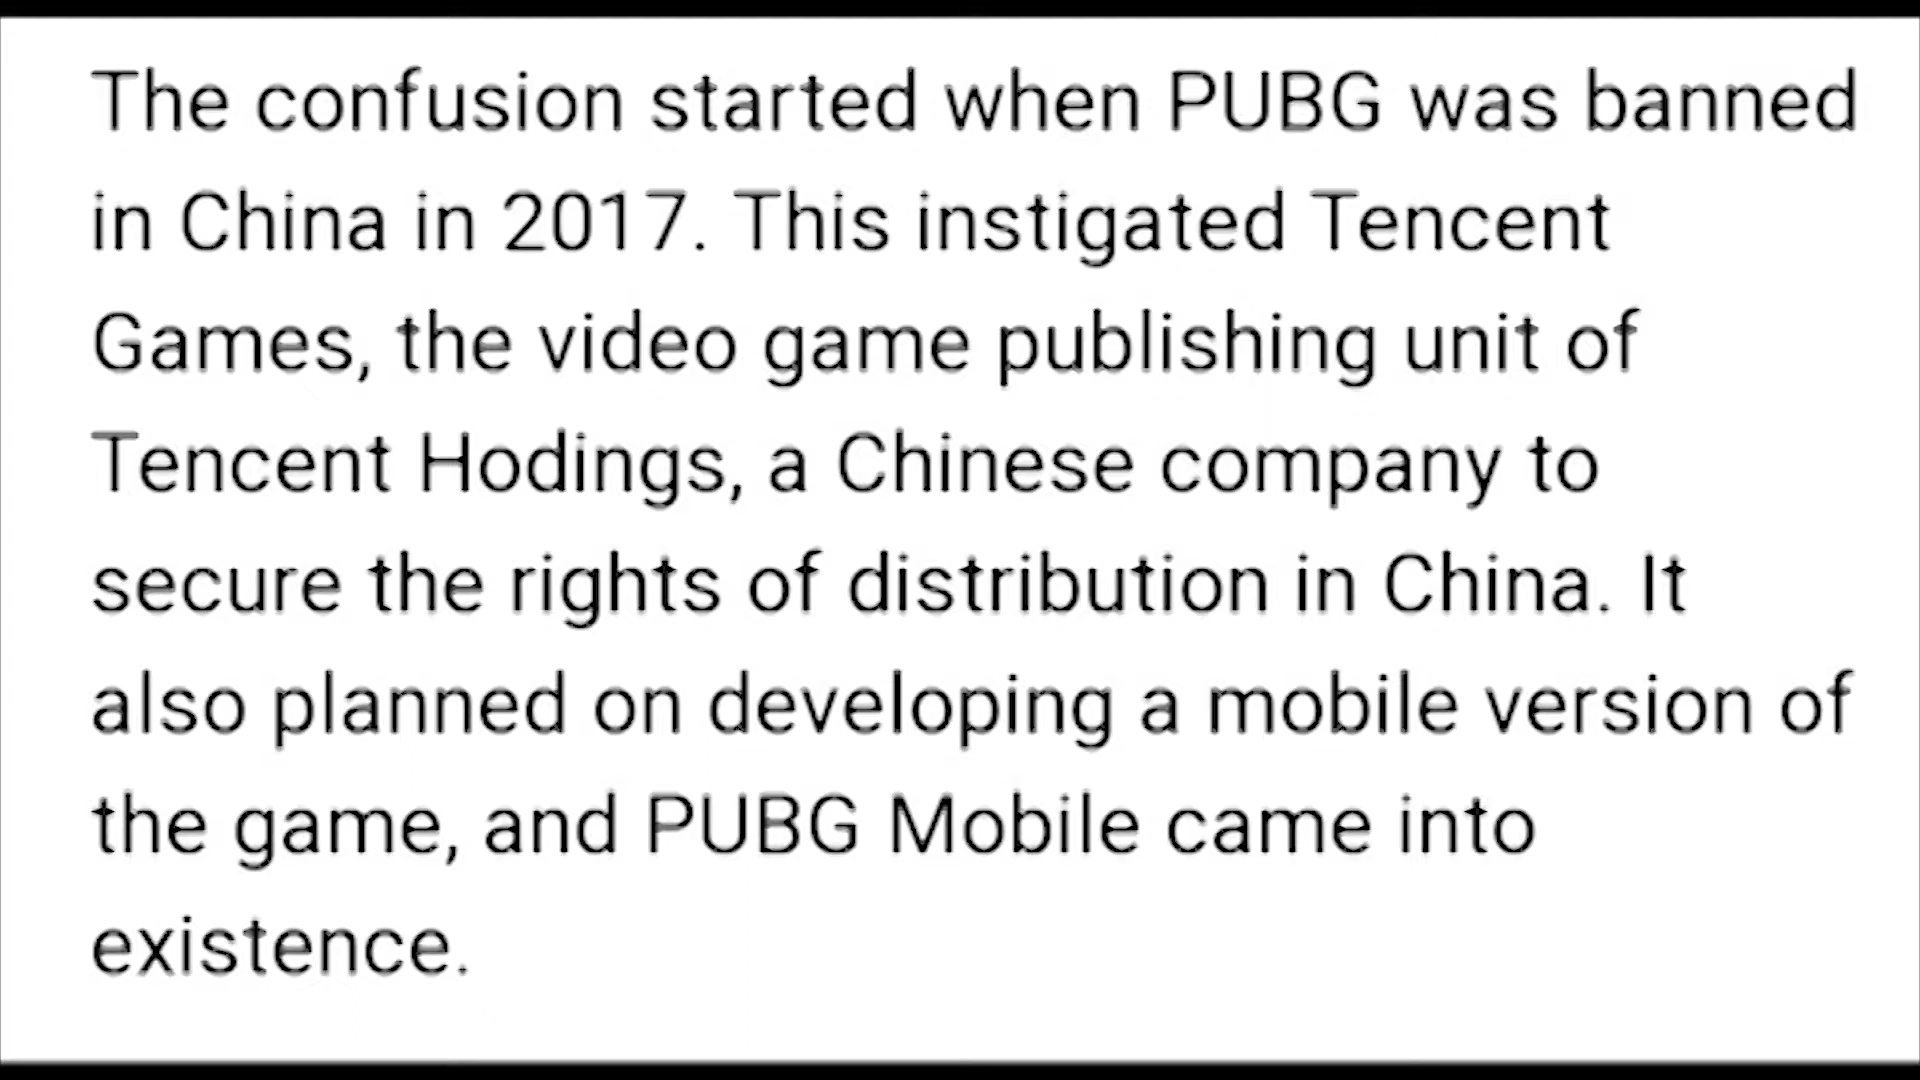 The confusion started when PUBG was banned
in China in 2017. This instigated Tencent
Games, the video game publishing unit of
Tencent Hodings, a Chinese company to
secure the rights of distribution in China. It
also planned on developing a mobile version of
the game, and PUBG Mobile came into
existence.